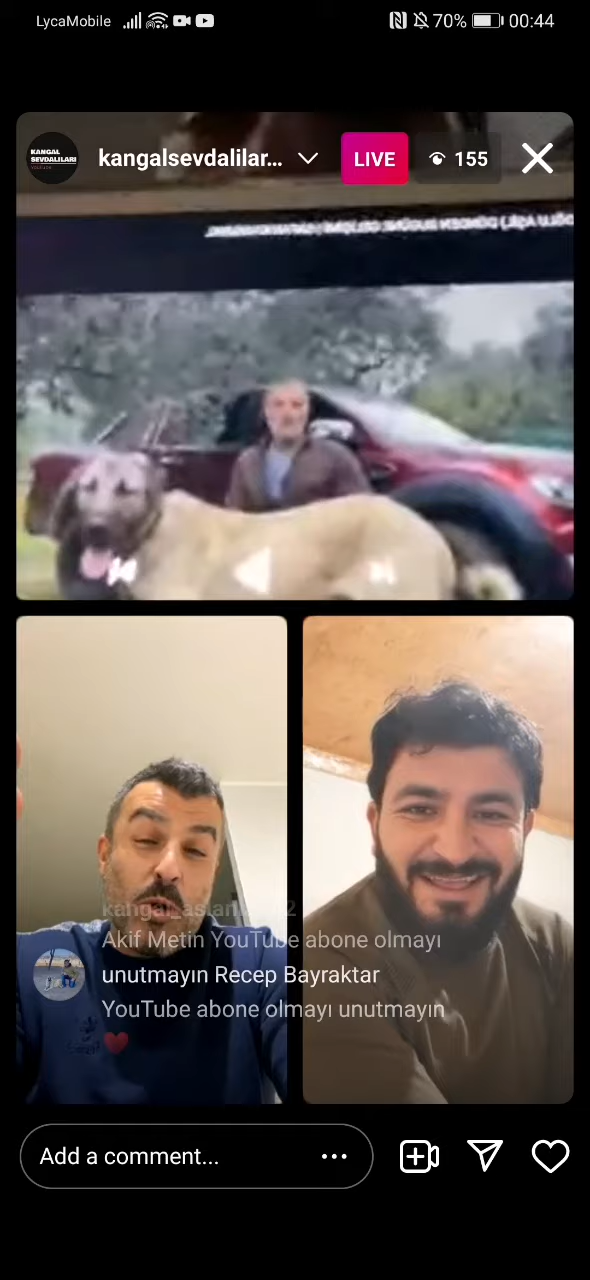 LycaMobile
70%
00:44
KANGAL
SEVDALILARI
YOUTUBE
kangalsevdalilar...
LIVE
155
Akif Metin YouTube abone olmayı
unutmayın Recep Bayraktar
YouTube abone olmayı unutmayın
Add a comment...